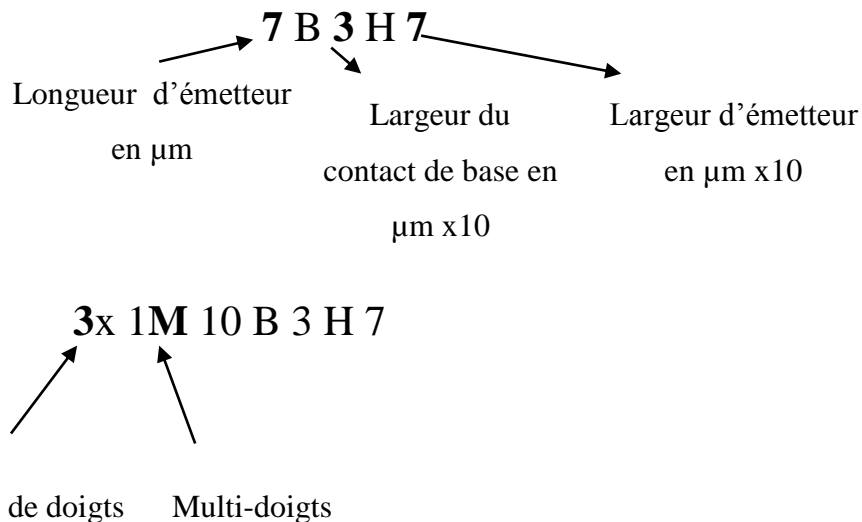 7 B 3 H 7
Longueur d'émetteur
en µm
Largeur du
contact de base en
µm x10
Largeur d'émetteur
en µm x10
3x 1M 10 B 3 H 7
de doigts Multi-doigts